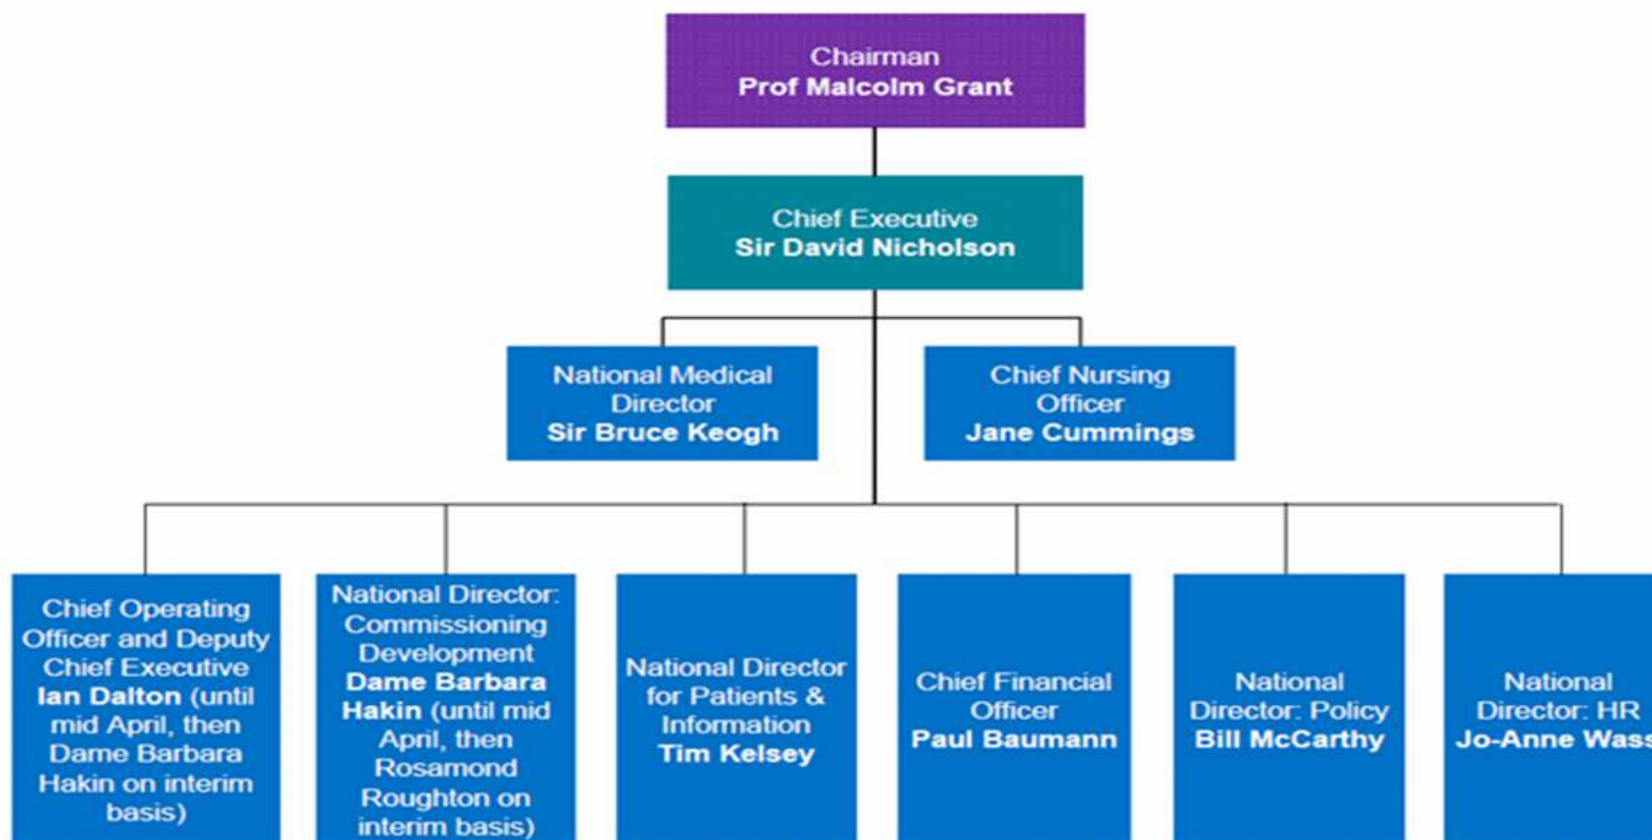 Chairman
Prof Malcolm Grant
Chief Executive
Sir David Nicholson
National Medical
Director
Sir Bruce Keogh
Chief Nursing
Officer
Jane Cummings
Chief Operating
Officer and Deputy
Chief Executive
Ian Dalton (until
mid April, then
Dame Barbara
Hakin on interim
basis)
National Director:
Commissioning
Development
Dame Barbara
Hakin (until mid
April, then
Rosamond
Roughton on
interim basis)
National Director
for Patients &
Information
Tim Kelsey
Chief Financial
Officer
Paul Baumann
National
Director: Policy
Bill McCarthy
National
Director: HR
Jo-Anne Wass